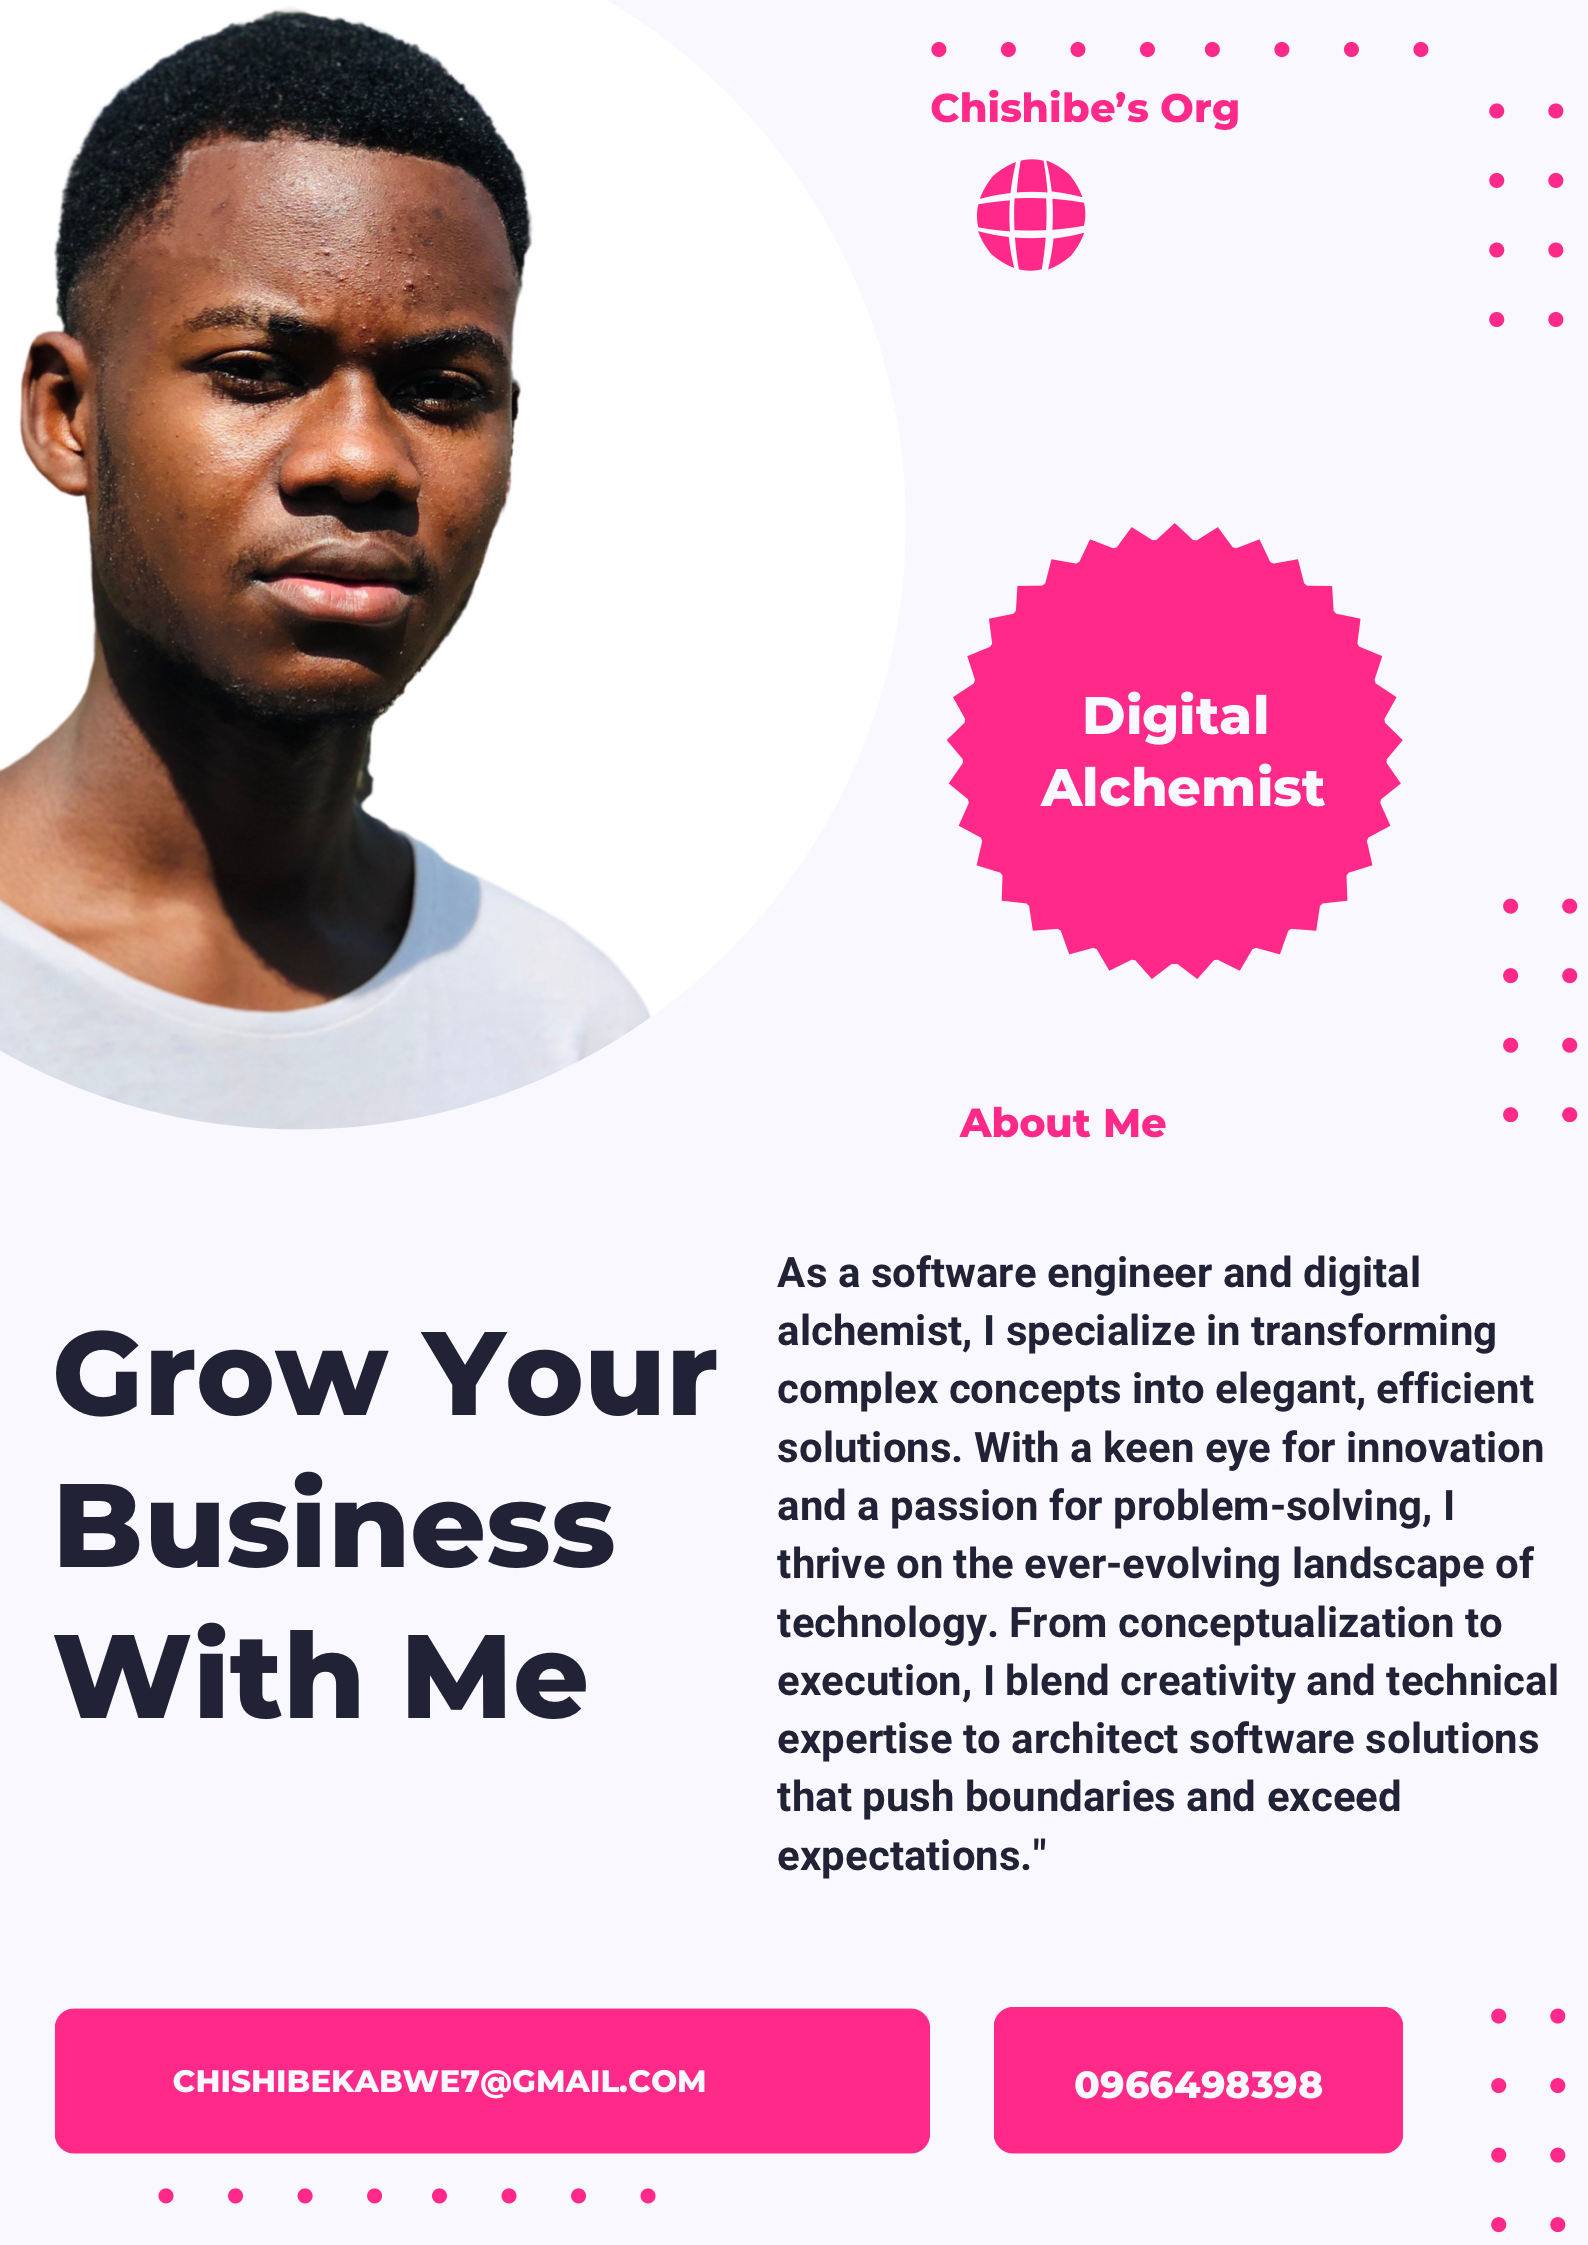 Chishibe’s Org
Digital
Alchemist
About Me
Grow Your
Business
With Me
As a software engineer and digital
alchemist, I specialize in transforming
complex concepts into elegant, efficient
solutions. With a keen eye for innovation
and a passion for problem-solving, I
thrive on the ever-evolving landscape of
technology. From conceptualization to
execution, I blend creativity and technical
expertise to architect software solutions
that push boundaries and exceed
expectations."
CHISHIBEKABWE7@GMAIL.COM
0966498398